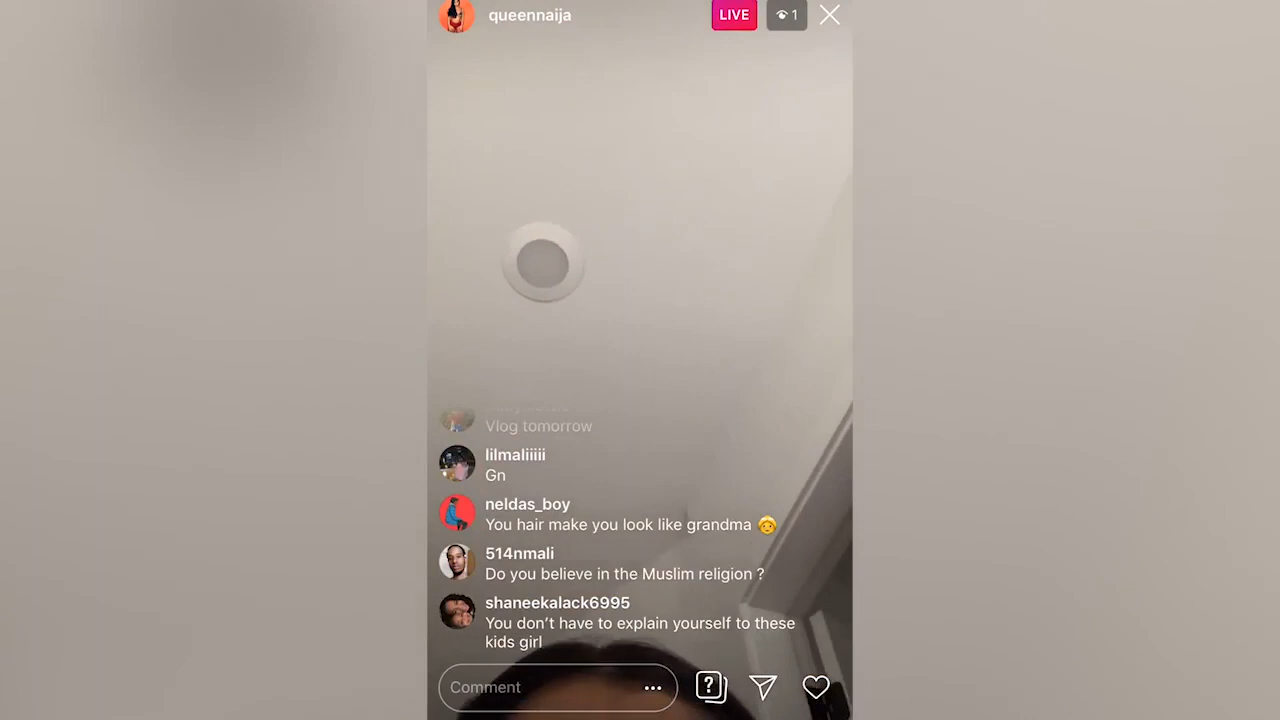 queennaija
LIVE
1
Vlog tomorrow
lilmaliiiii
Gn
neldas_boy
You hair make you look like grandma
514nmali
Do you believe in the Muslim religion ?
shaneekalack6995
You don't have to explain yourself to these
kids girl
Comment
?